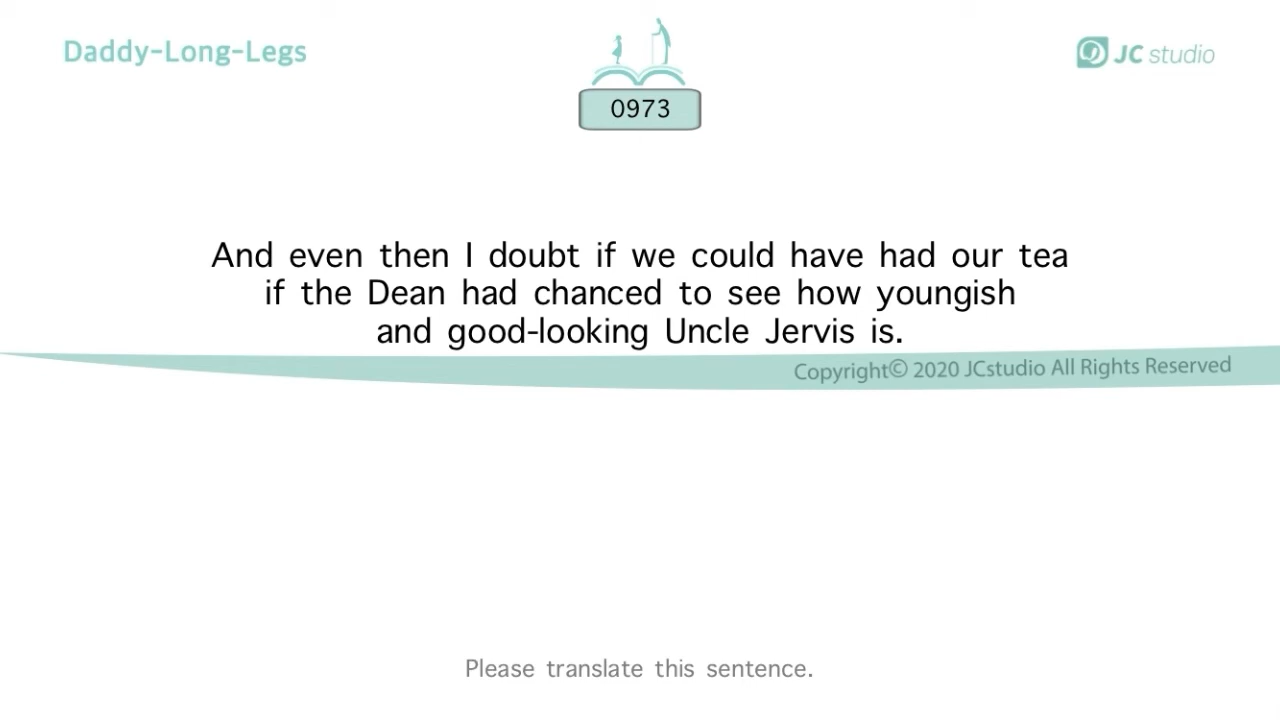 Daddy-Long-Legs
JC studio
0973
And even then I doubt if we could have had our tea
if the Dean had chanced to see how youngish
and good-looking Uncle Jervis is.
Copyright© 2020 JCstudio All Rights Reserved
Please translate this sentence.